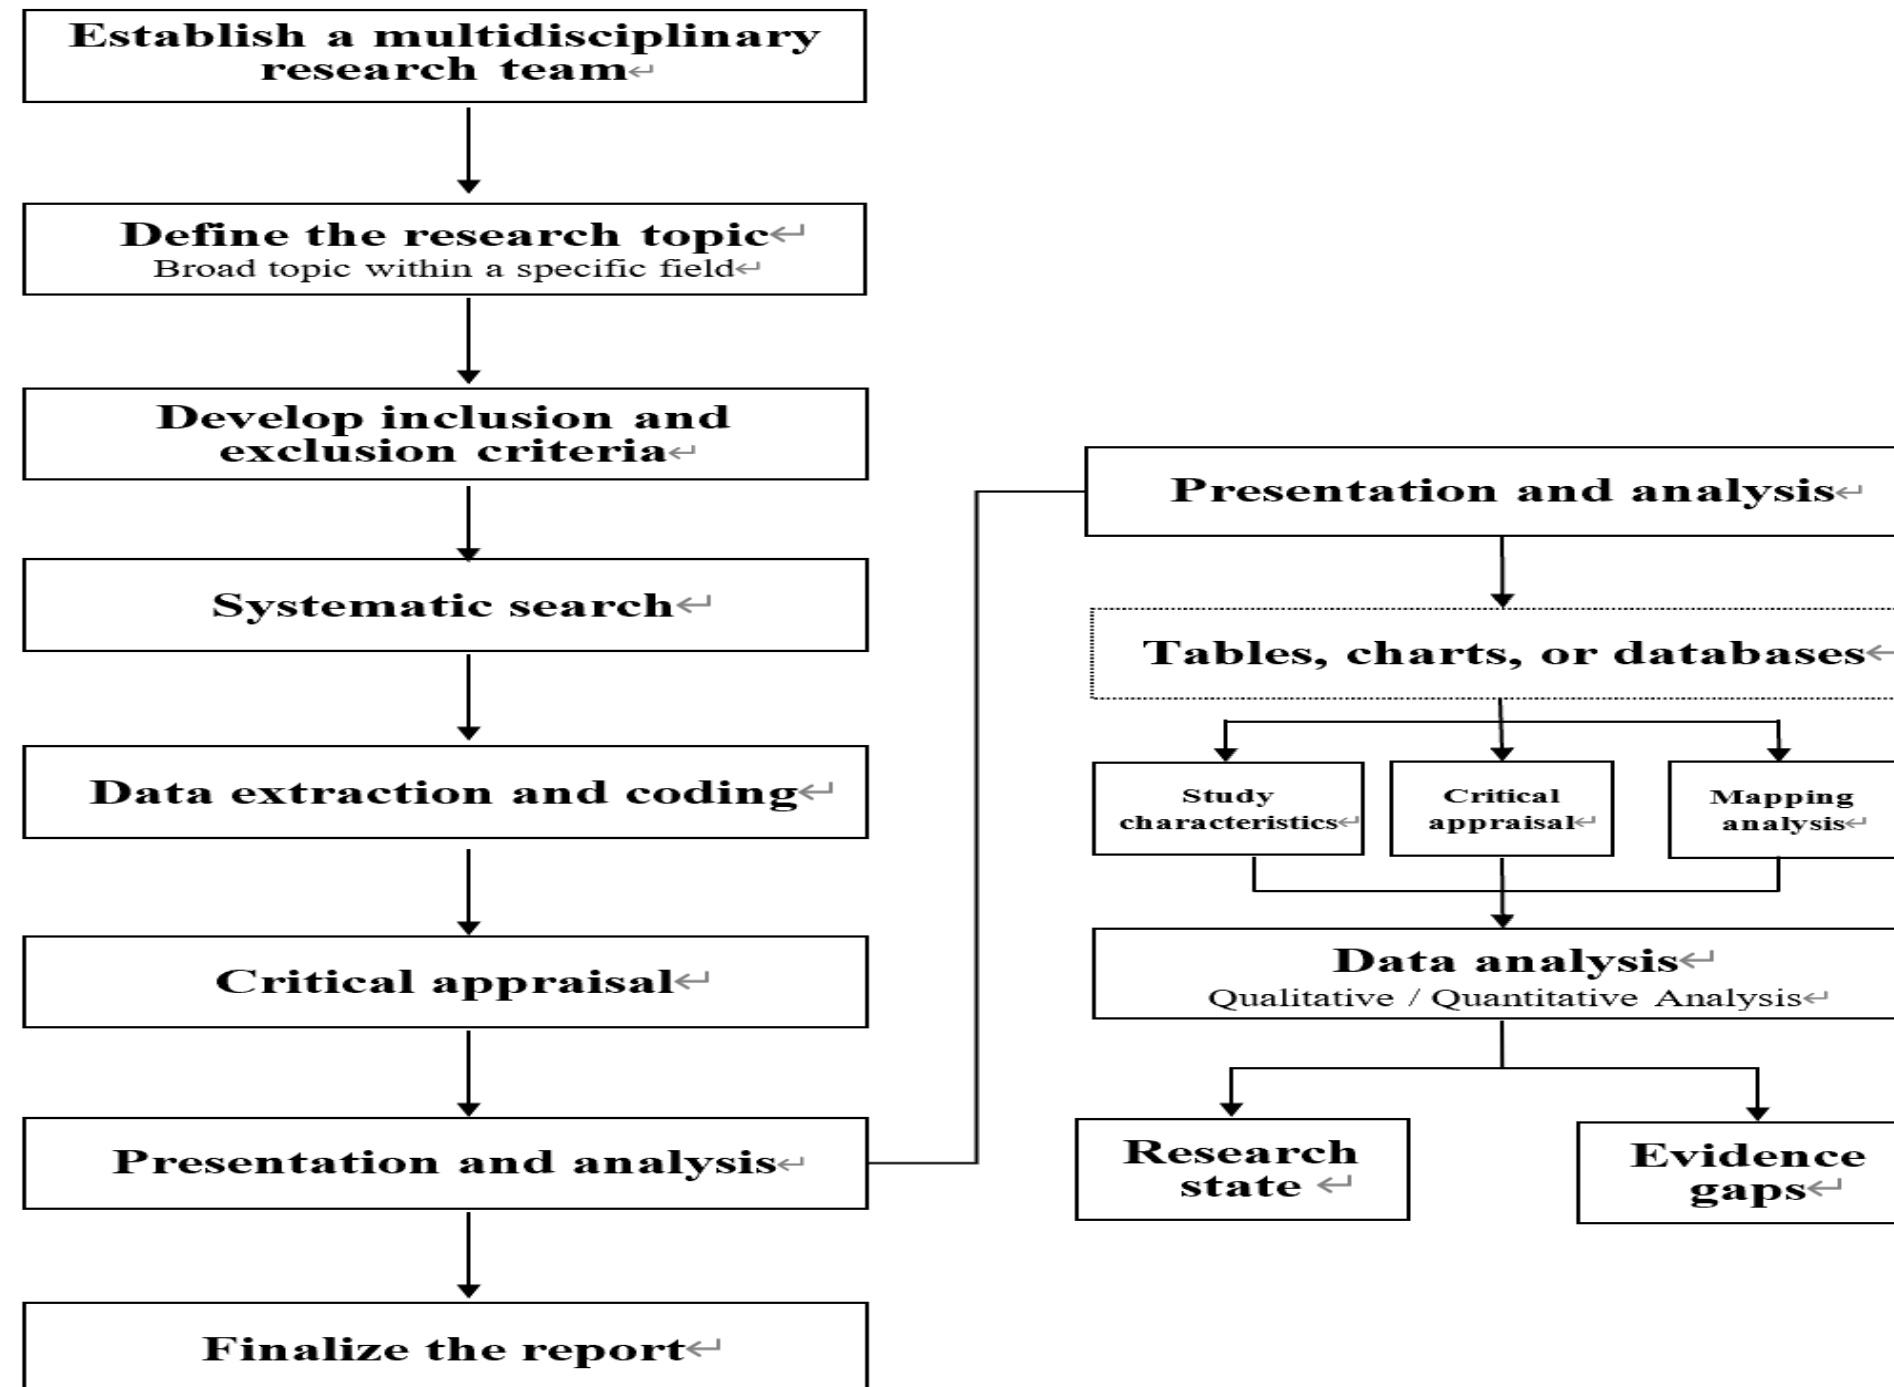 Establish a multidisciplinary
research team↵
Define the research topic↵
Broad topic within a specific field↵
Develop inclusion and
exclusion criteria↵
Systematic search↵
Data extraction and coding↵
Critical appraisal↵
Presentation and analysis↵
Finalize the report↵
Presentation and analysis↵
Tables, charts, or databases↵
Study
characteristics↵
Critical
appraisal↵
Mapping
analysis↵
Data analysis↵
Qualitative / Quantitative Analysis↵
Research
state ↵
Evidence
gaps↵